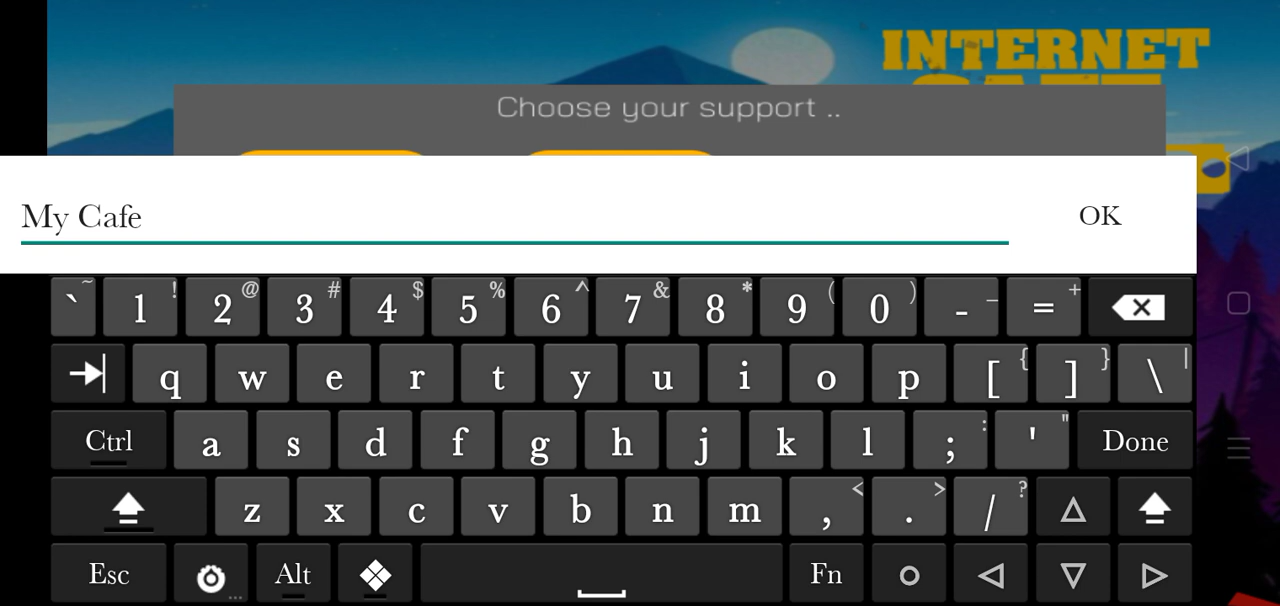 INTERNET
Choose your support ..
My Cafe
OK
` ~ 1 ! 2 @ 3 # 4 $ 5 % 6 ^ 7 & 8 * 9 ( 0 ) - _ = +
q w e r t y u i o p [ { ] } \ |
Ctrl a s d f g h j k l ; : ' " Done
z x c v b n m , < . > / ?
Esc ... Alt Fn